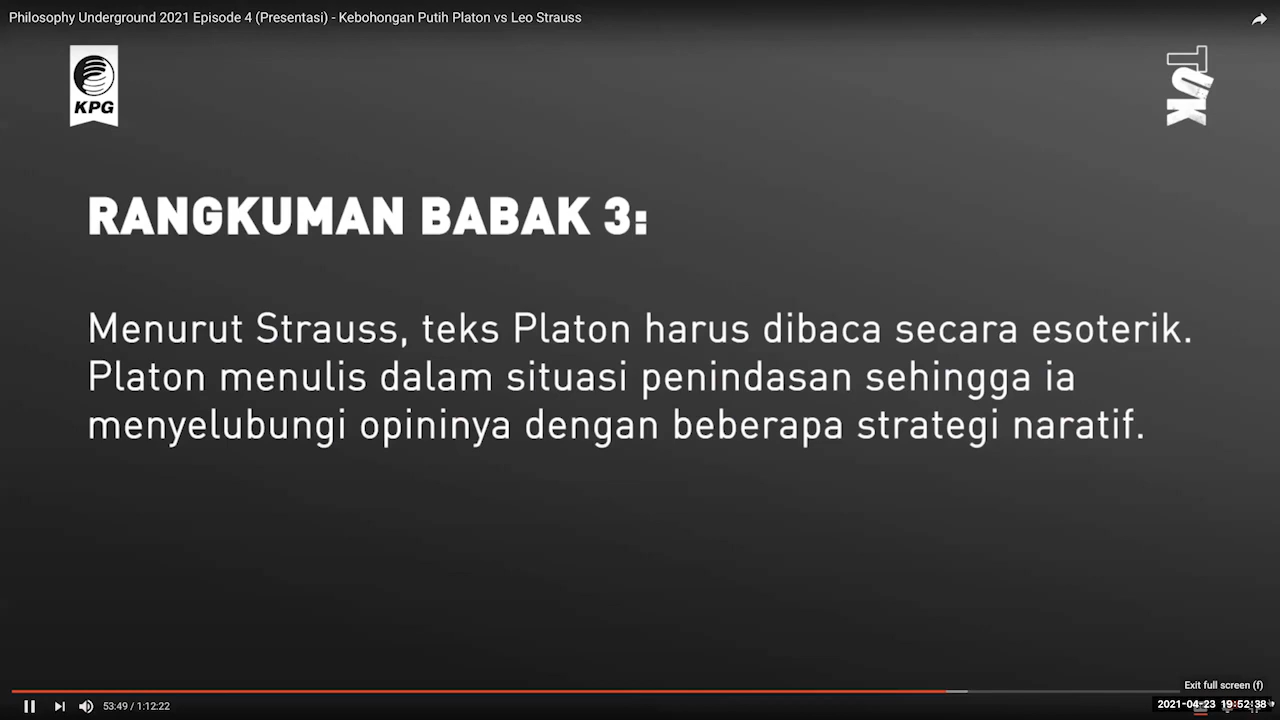 Philosophy Underground 2021 Episode 4 (Presentasi) - Kebohongan Putih Platon vs Leo Strauss
KPG
TUK
RANGKUMAN BABAK 3:
Menurut Strauss, teks Platon harus dibaca secara esoterik.
Platon menulis dalam situasi penindasan sehingga ia
menyelubungi opininya dengan beberapa strategi naratif.
Exit full screen (f)
53:49 / 1:12:22
2021-04-23 19:52:38